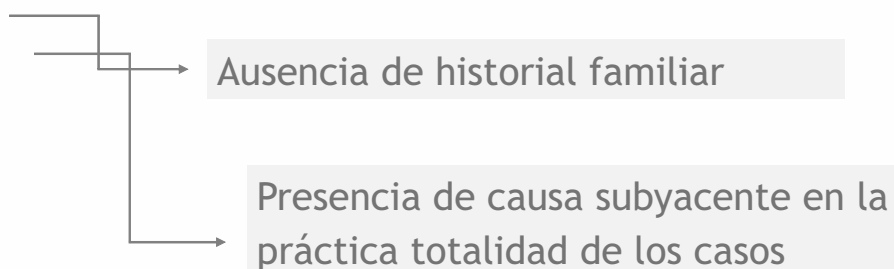 Ausencia de historial familiar
Presencia de causa subyacente en la
práctica totalidad de los casos